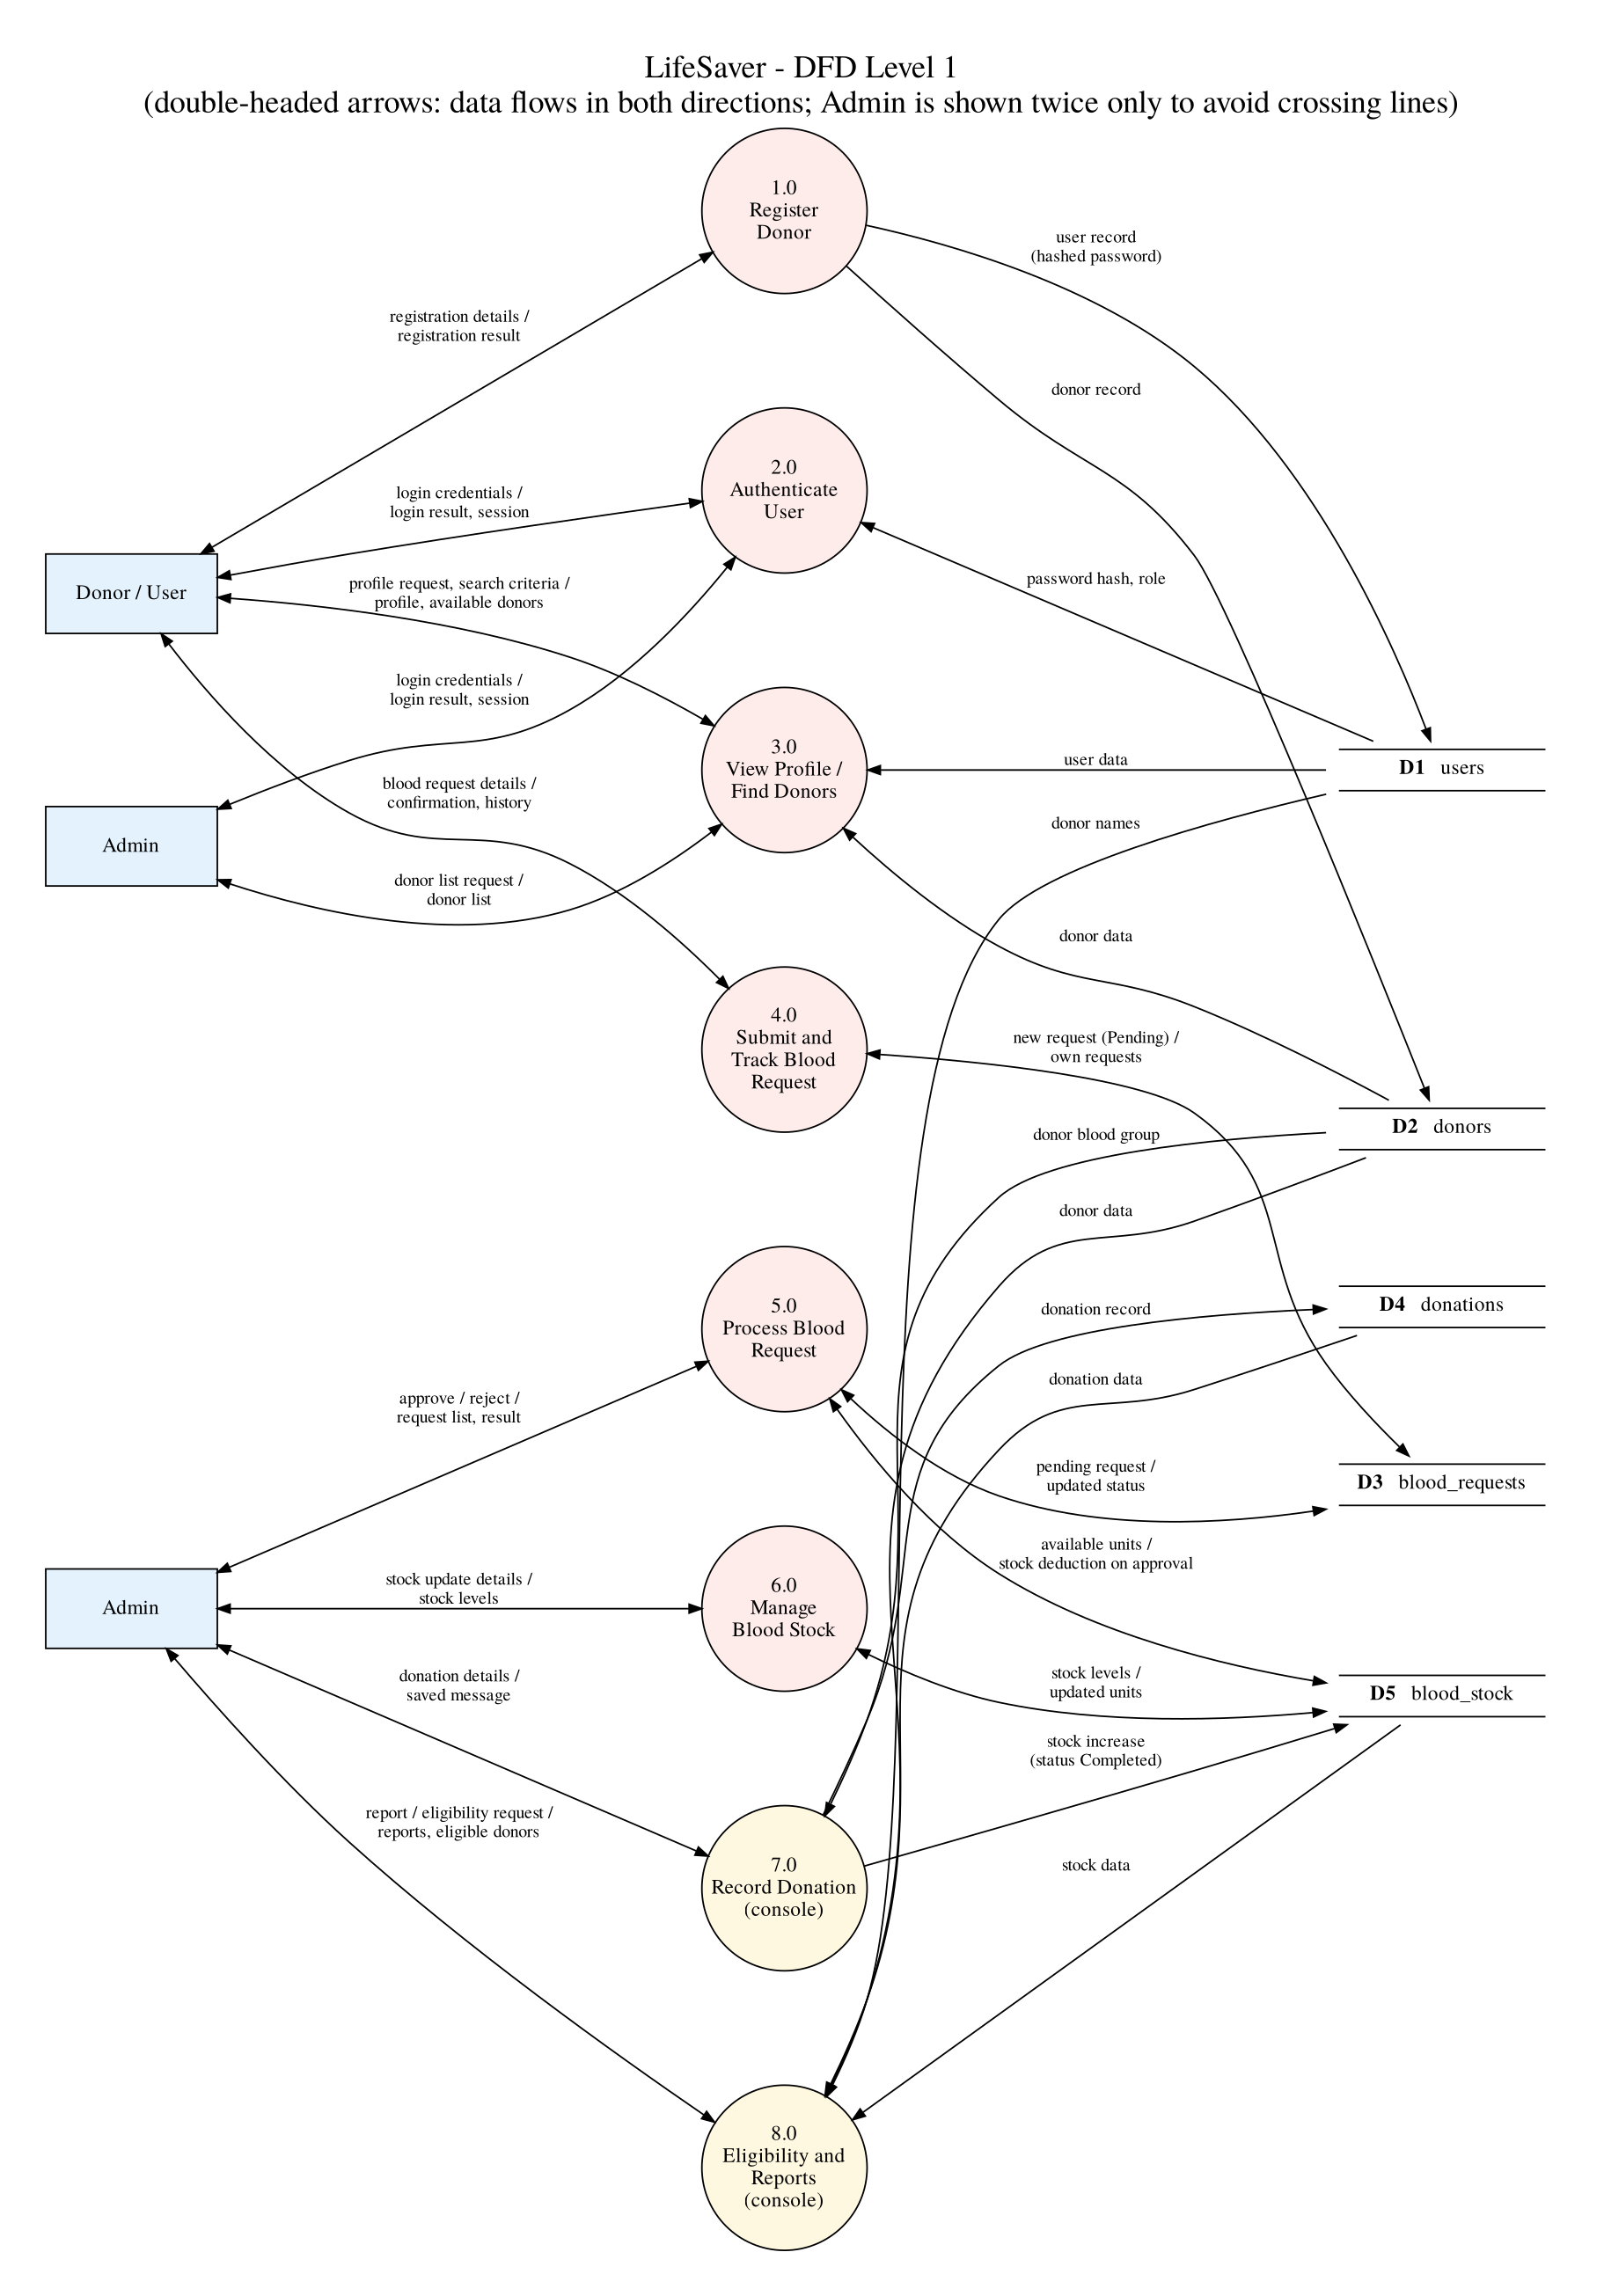 LifeSaver - DFD Level 1
(double-headed arrows: data flows in both directions; Admin is shown twice only to avoid crossing lines)
1.0
Register
Donor
user record
(hashed password)
registration details /
registration result
donor record
2.0
Authenticate
User
login credentials /
login result, session
Donor / User
profile request, search criteria /
profile, available donors
password hash, role
login credentials /
login result, session
3.0
View Profile /
Find Donors
user data
D1 users
blood request details /
confirmation, history
donor names
Admin
donor list request /
donor list
donor data
4.0
Submit and
Track Blood
Request
new request (Pending) /
own requests
donor blood group
D2 donors
donor data
5.0
Process Blood
Request
donation record
D4 donations
donation data
approve / reject /
request list, result
pending request /
updated status
D3 blood_requests
available units /
stock deduction on approval
Admin
stock update details /
stock levels
6.0
Manage
Blood Stock
donation details /
saved message
stock levels /
updated units
D5 blood_stock
stock increase
(status Completed)
report / eligibility request /
reports, eligible donors
7.0
Record Donation
(console)
stock data
8.0
Eligibility and
Reports
(console)